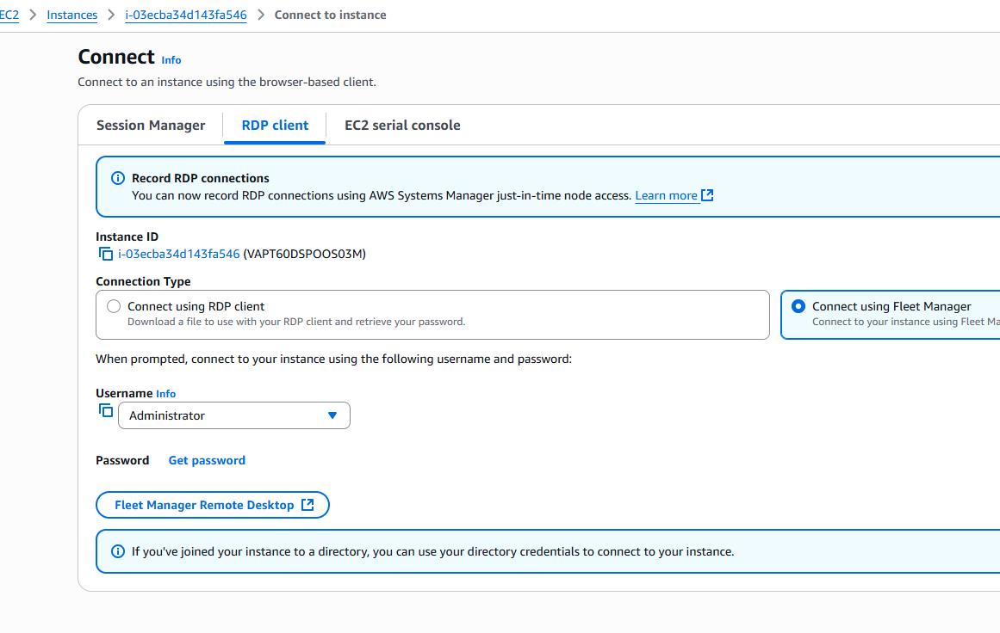 EC2 > Instances > i-03ecba34d143fa546 > Connect to instance
Connect Info
Connect to an instance using the browser-based client.
Session Manager RDP client EC2 serial console
Record RDP connections
You can now record RDP connections using AWS Systems Manager just-in-time node access. Learn more
Instance ID
i-03ecba34d143fa546 (VAPT60DSPOOS03M)
Connection Type
Connect using RDP client
Download a file to use with your RDP client and retrieve your password.
Connect using Fleet Manager
Connect to your instance using Fleet Ma
When prompted, connect to your instance using the following username and password:
Username Info
Administrator
Password Get password
Fleet Manager Remote Desktop
If you've joined your instance to a directory, you can use your directory credentials to connect to your instance.